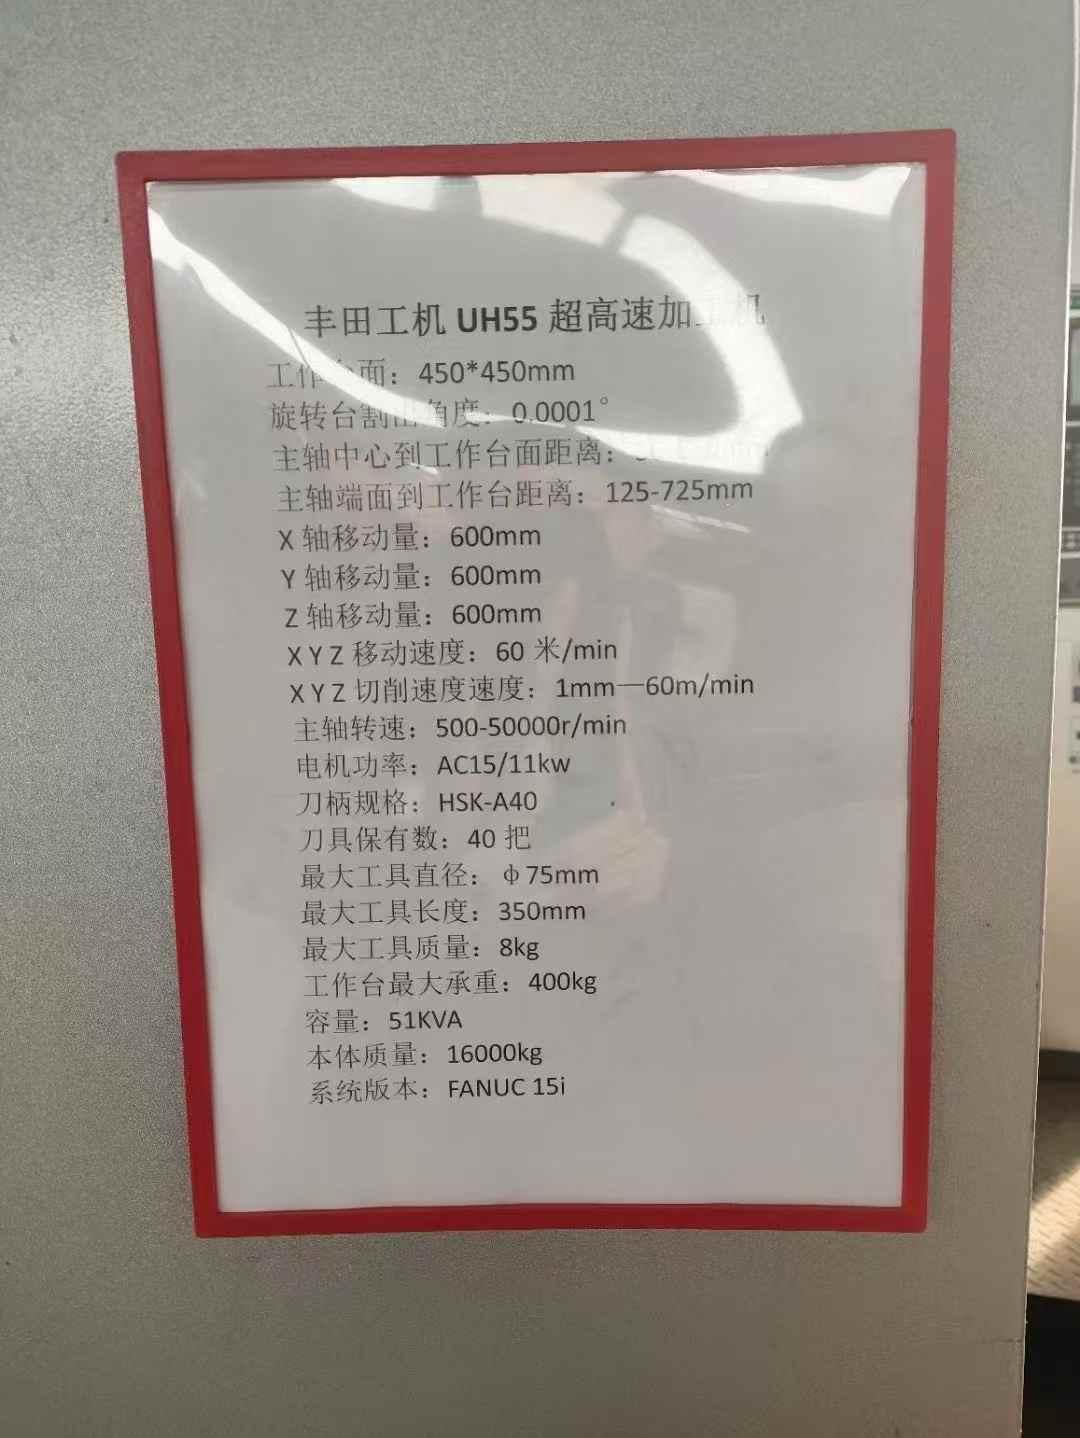 丰田工机 UH55 超高速加工机
工作台面：450*450mm
旋转台割出角度：0.0001°
主轴中心到工作台面距离：
主轴端面到工作台距离：125-725mm
X 轴移动量：600mm
Y 轴移动量：600mm
Z 轴移动量：600mm
X Y Z 移动速度：60 米/min
X Y Z 切削速度速度：1mm—60m/min
主轴转速：500-50000r/min
电机功率：AC15/11kw
刀柄规格：HSK-A40
刀具保有数：40 把
最大工具直径：ф75mm
最大工具长度：350mm
最大工具质量：8kg
工作台最大承重：400kg
容量：51KVA
本体质量：16000kg
系统版本：FANUC 15i